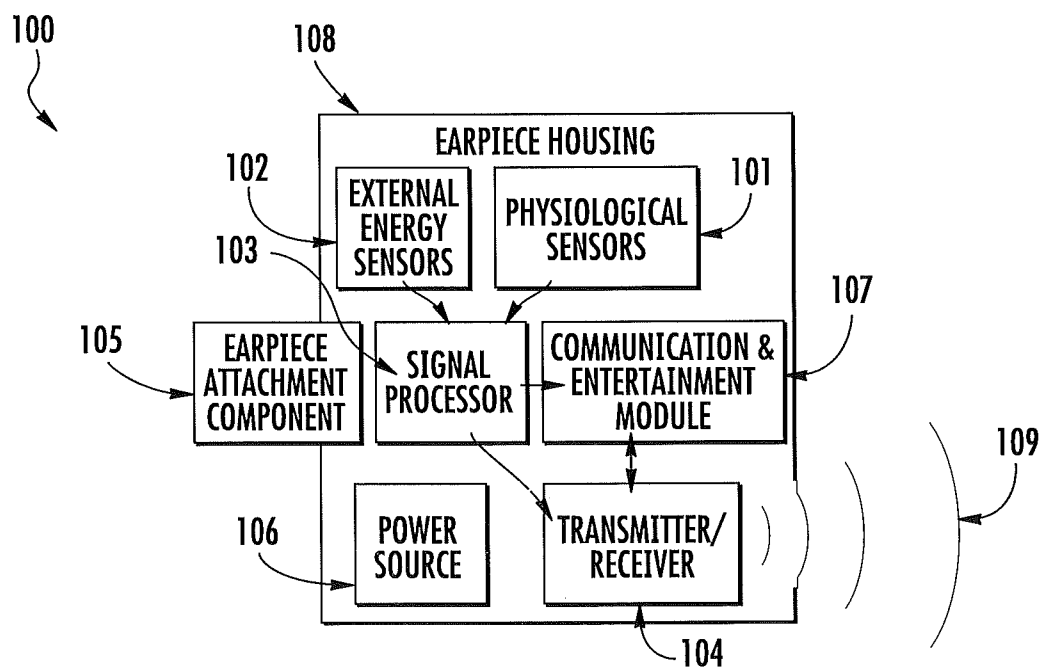 100
108
EARPIECE HOUSING
102
EXTERNAL
ENERGY
SENSORS
PHYSIOLOGICAL
SENSORS
101
103
107
105
EARPIECE
ATTACHMENT
COMPONENT
SIGNAL
PROCESSOR
COMMUNICATION &
ENTERTAINMENT
MODULE
109
106
POWER
SOURCE
TRANSMITTER/
RECEIVER
104